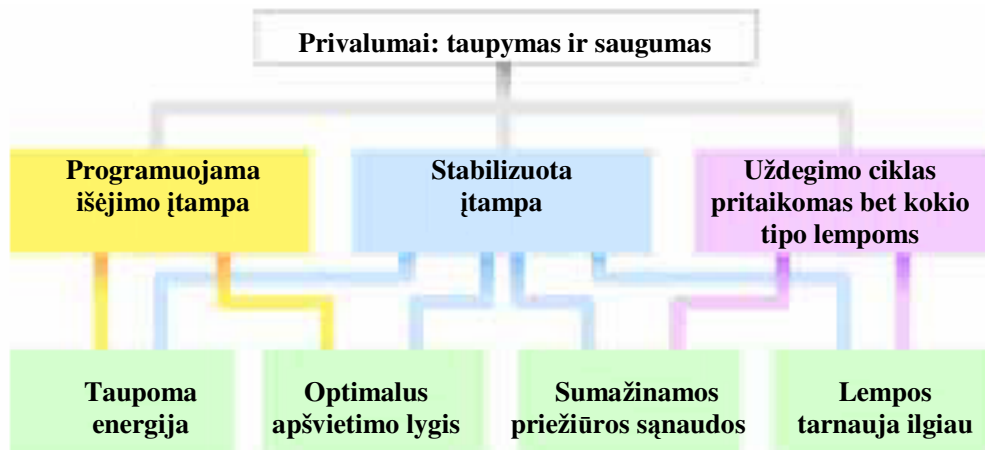 Privalumai: taupymas ir saugumas
Programuojama
išėjimo įtampa
Stabilizuota
įtampa
Uždegimo ciklas
pritaikomas bet kokio
tipo lempoms
Taupoma
energija
Optimalus
apšvietimo lygis
Sumažinamos
priežiūros sąnaudos
Lempos
tarnauja ilgiau